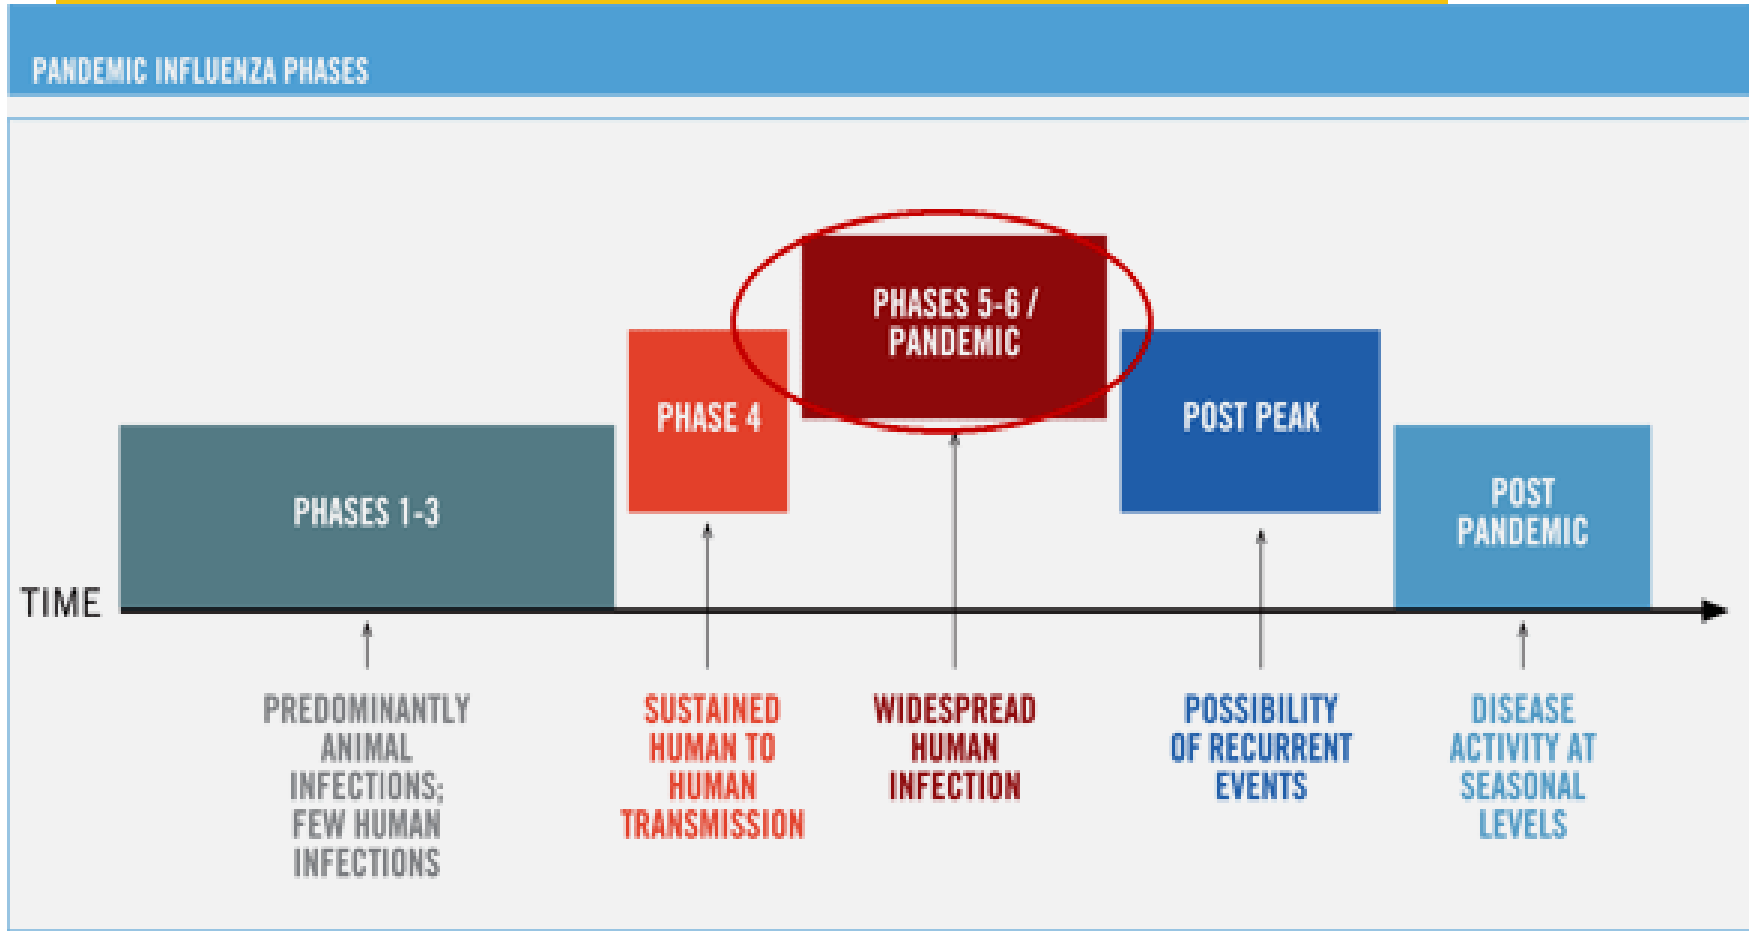 PANDEMIC INFLUENZA PHASES
PHASES 5-6 /
PANDEMIC
PHASE 4
POST PEAK
PHASES 1-3
POST
PANDEMIC
TIME
PREDOMINANTLY
ANIMAL
INFECTIONS;
FEW HUMAN
INFECTIONS
SUSTAINED
HUMAN TO
HUMAN
TRANSMISSION
WIDESPREAD
HUMAN
INFECTION
POSSIBILITY
OF RECURRENT
EVENTS
DISEASE
ACTIVITY AT
SEASONAL
LEVELS